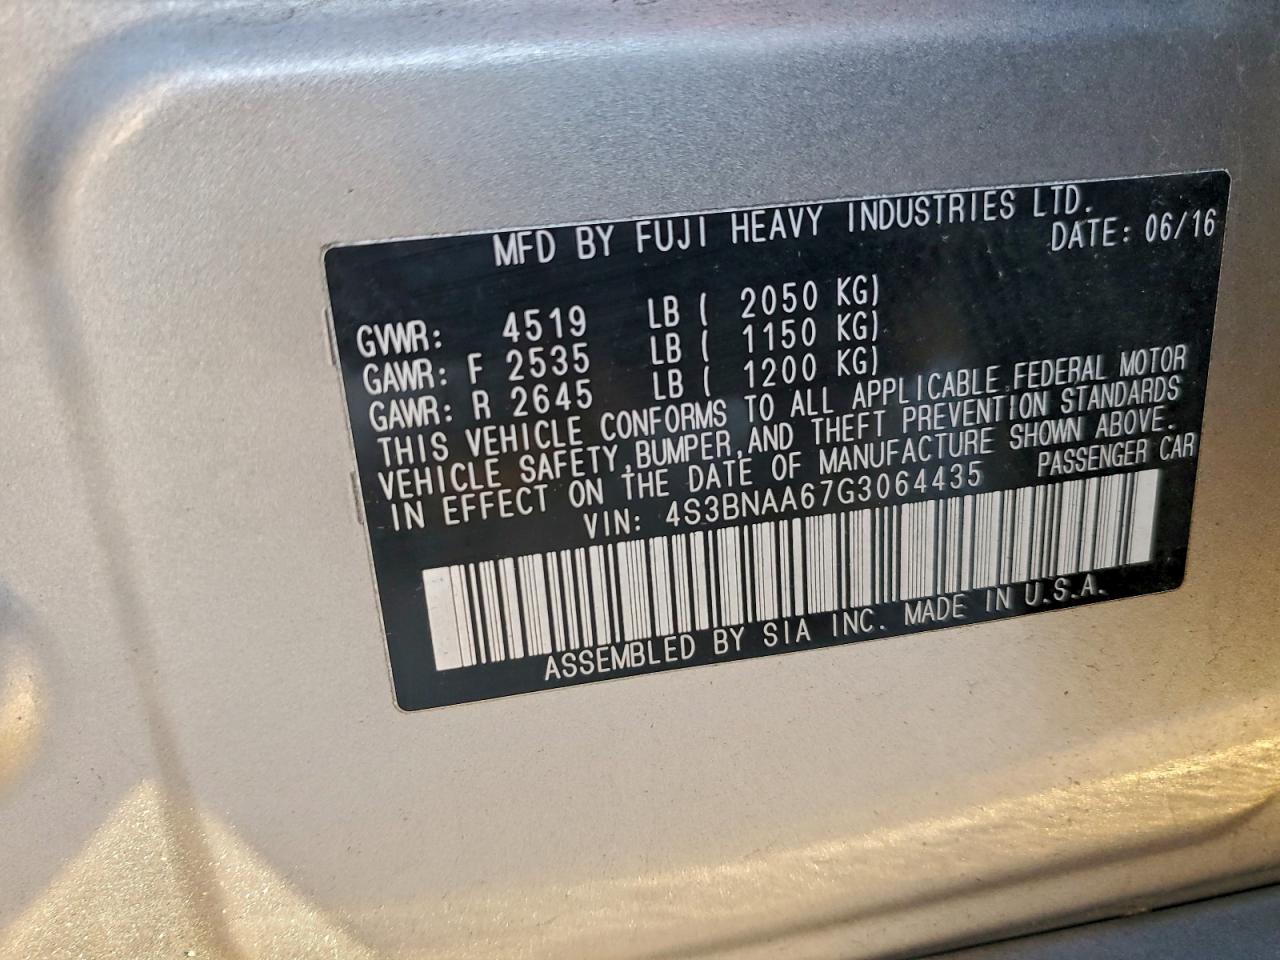 MFD BY FUJI HEAVY INDUSTRIES LTD.
DATE: 06/16
GVWR: 4519 LB ( 2050 KG)
GAWR: F 2535 LB ( 1150 KG)
GAWR: R 2645 LB ( 1200 KG)
THIS VEHICLE CONFORMS TO ALL APPLICABLE FEDERAL MOTOR
VEHICLE SAFETY, BUMPER, AND THEFT PREVENTION STANDARDS
IN EFFECT ON THE DATE OF MANUFACTURE SHOWN ABOVE.
VIN: 4S3BNAA67G3064435 PASSENGER CAR
ASSEMBLED BY SIA INC. MADE IN U.S.A.